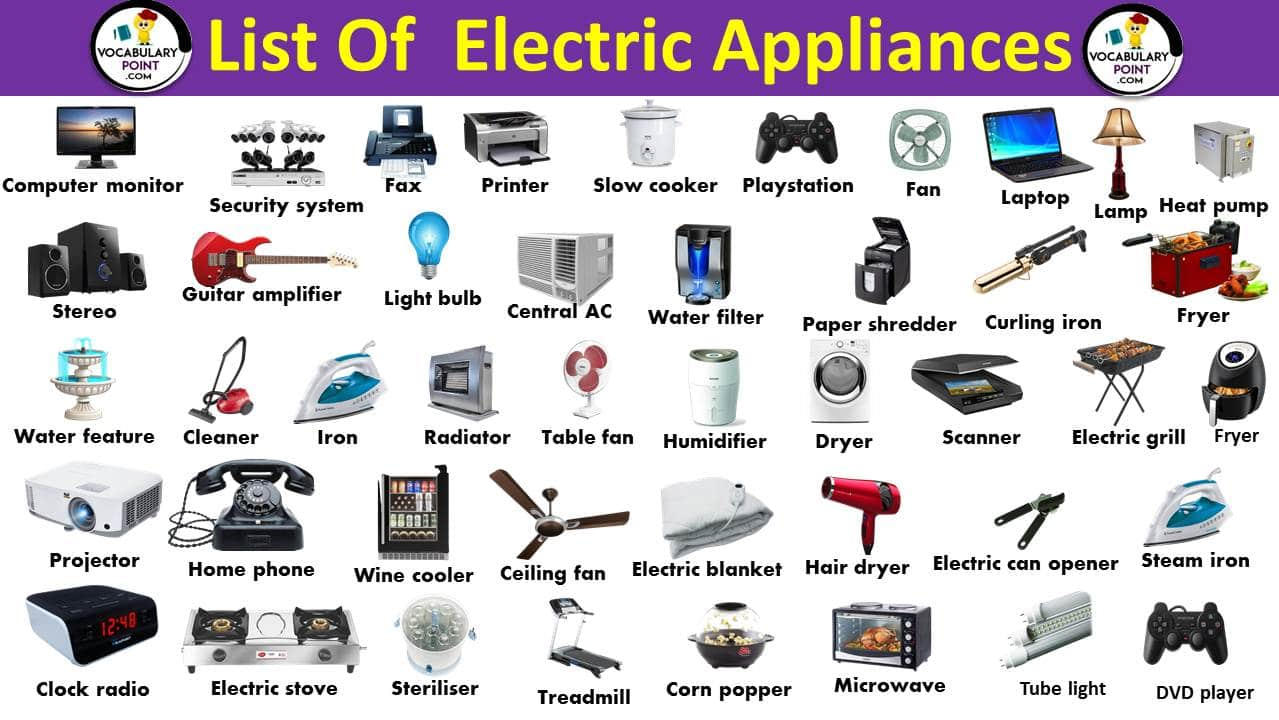 VOCABULARY
POINT
.COM
List Of Electric Appliances
VOCABULARY
POINT
.COM
Computer monitor
Security system
Fax
Printer
Slow cooker
Playstation
Fan
Laptop
Lamp
Heat pump
Stereo
Guitar amplifier
Light bulb
Central AC
Water filter
Paper shredder
Curling iron
Fryer
Water feature
Cleaner
Iron
Radiator
Table fan
Humidifier
Dryer
Scanner
Electric grill
Fryer
Projector
Home phone
Wine cooler
Ceiling fan
Electric blanket
Hair dryer
Electric can opener
Steam iron
12:48
Clock radio
Electric stove
Steriliser
Treadmill
Corn popper
Microwave
Tube light
DVD player